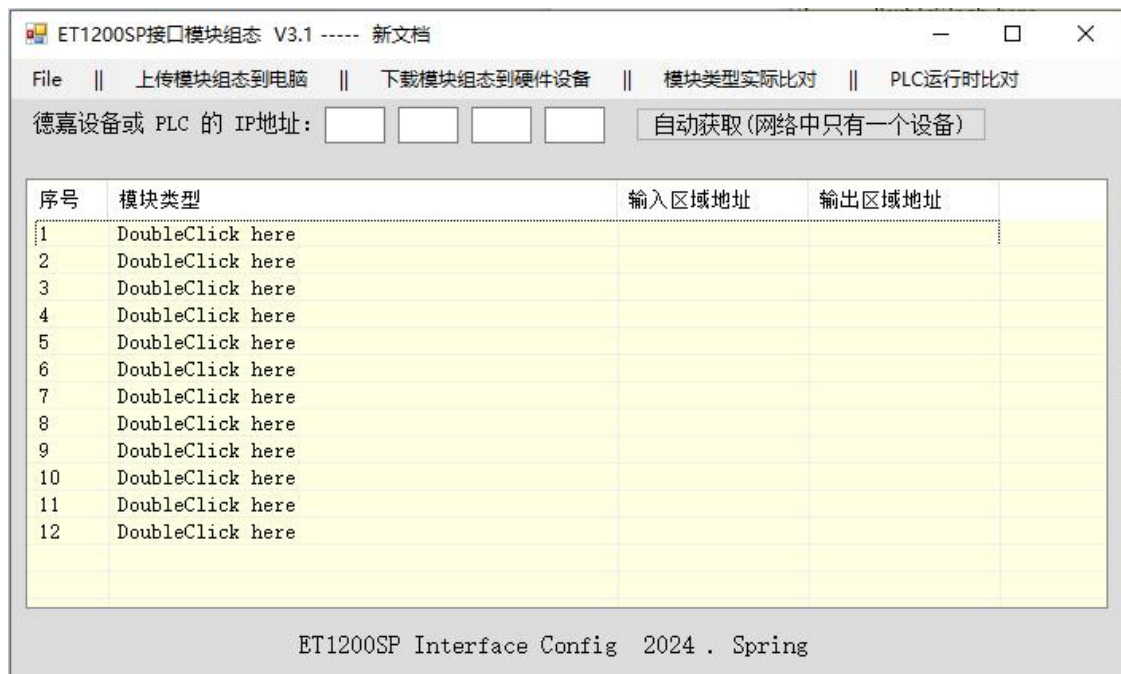 ET1200SP接口模块组态 V3.1 ----- 新文档
File || 上传模块组态到电脑 || 下载模块组态到硬件设备 || 模块类型实际比对 || PLC运行时比对
德嘉设备或 PLC 的 IP地址: 自动获取(网络中只有一个设备)
序号 模块类型 输入区域地址 输出区域地址
1 DoubleClick here
2 DoubleClick here
3 DoubleClick here
4 DoubleClick here
5 DoubleClick here
6 DoubleClick here
7 DoubleClick here
8 DoubleClick here
9 DoubleClick here
10 DoubleClick here
11 DoubleClick here
12 DoubleClick here
ET1200SP Interface Config 2024 . Spring